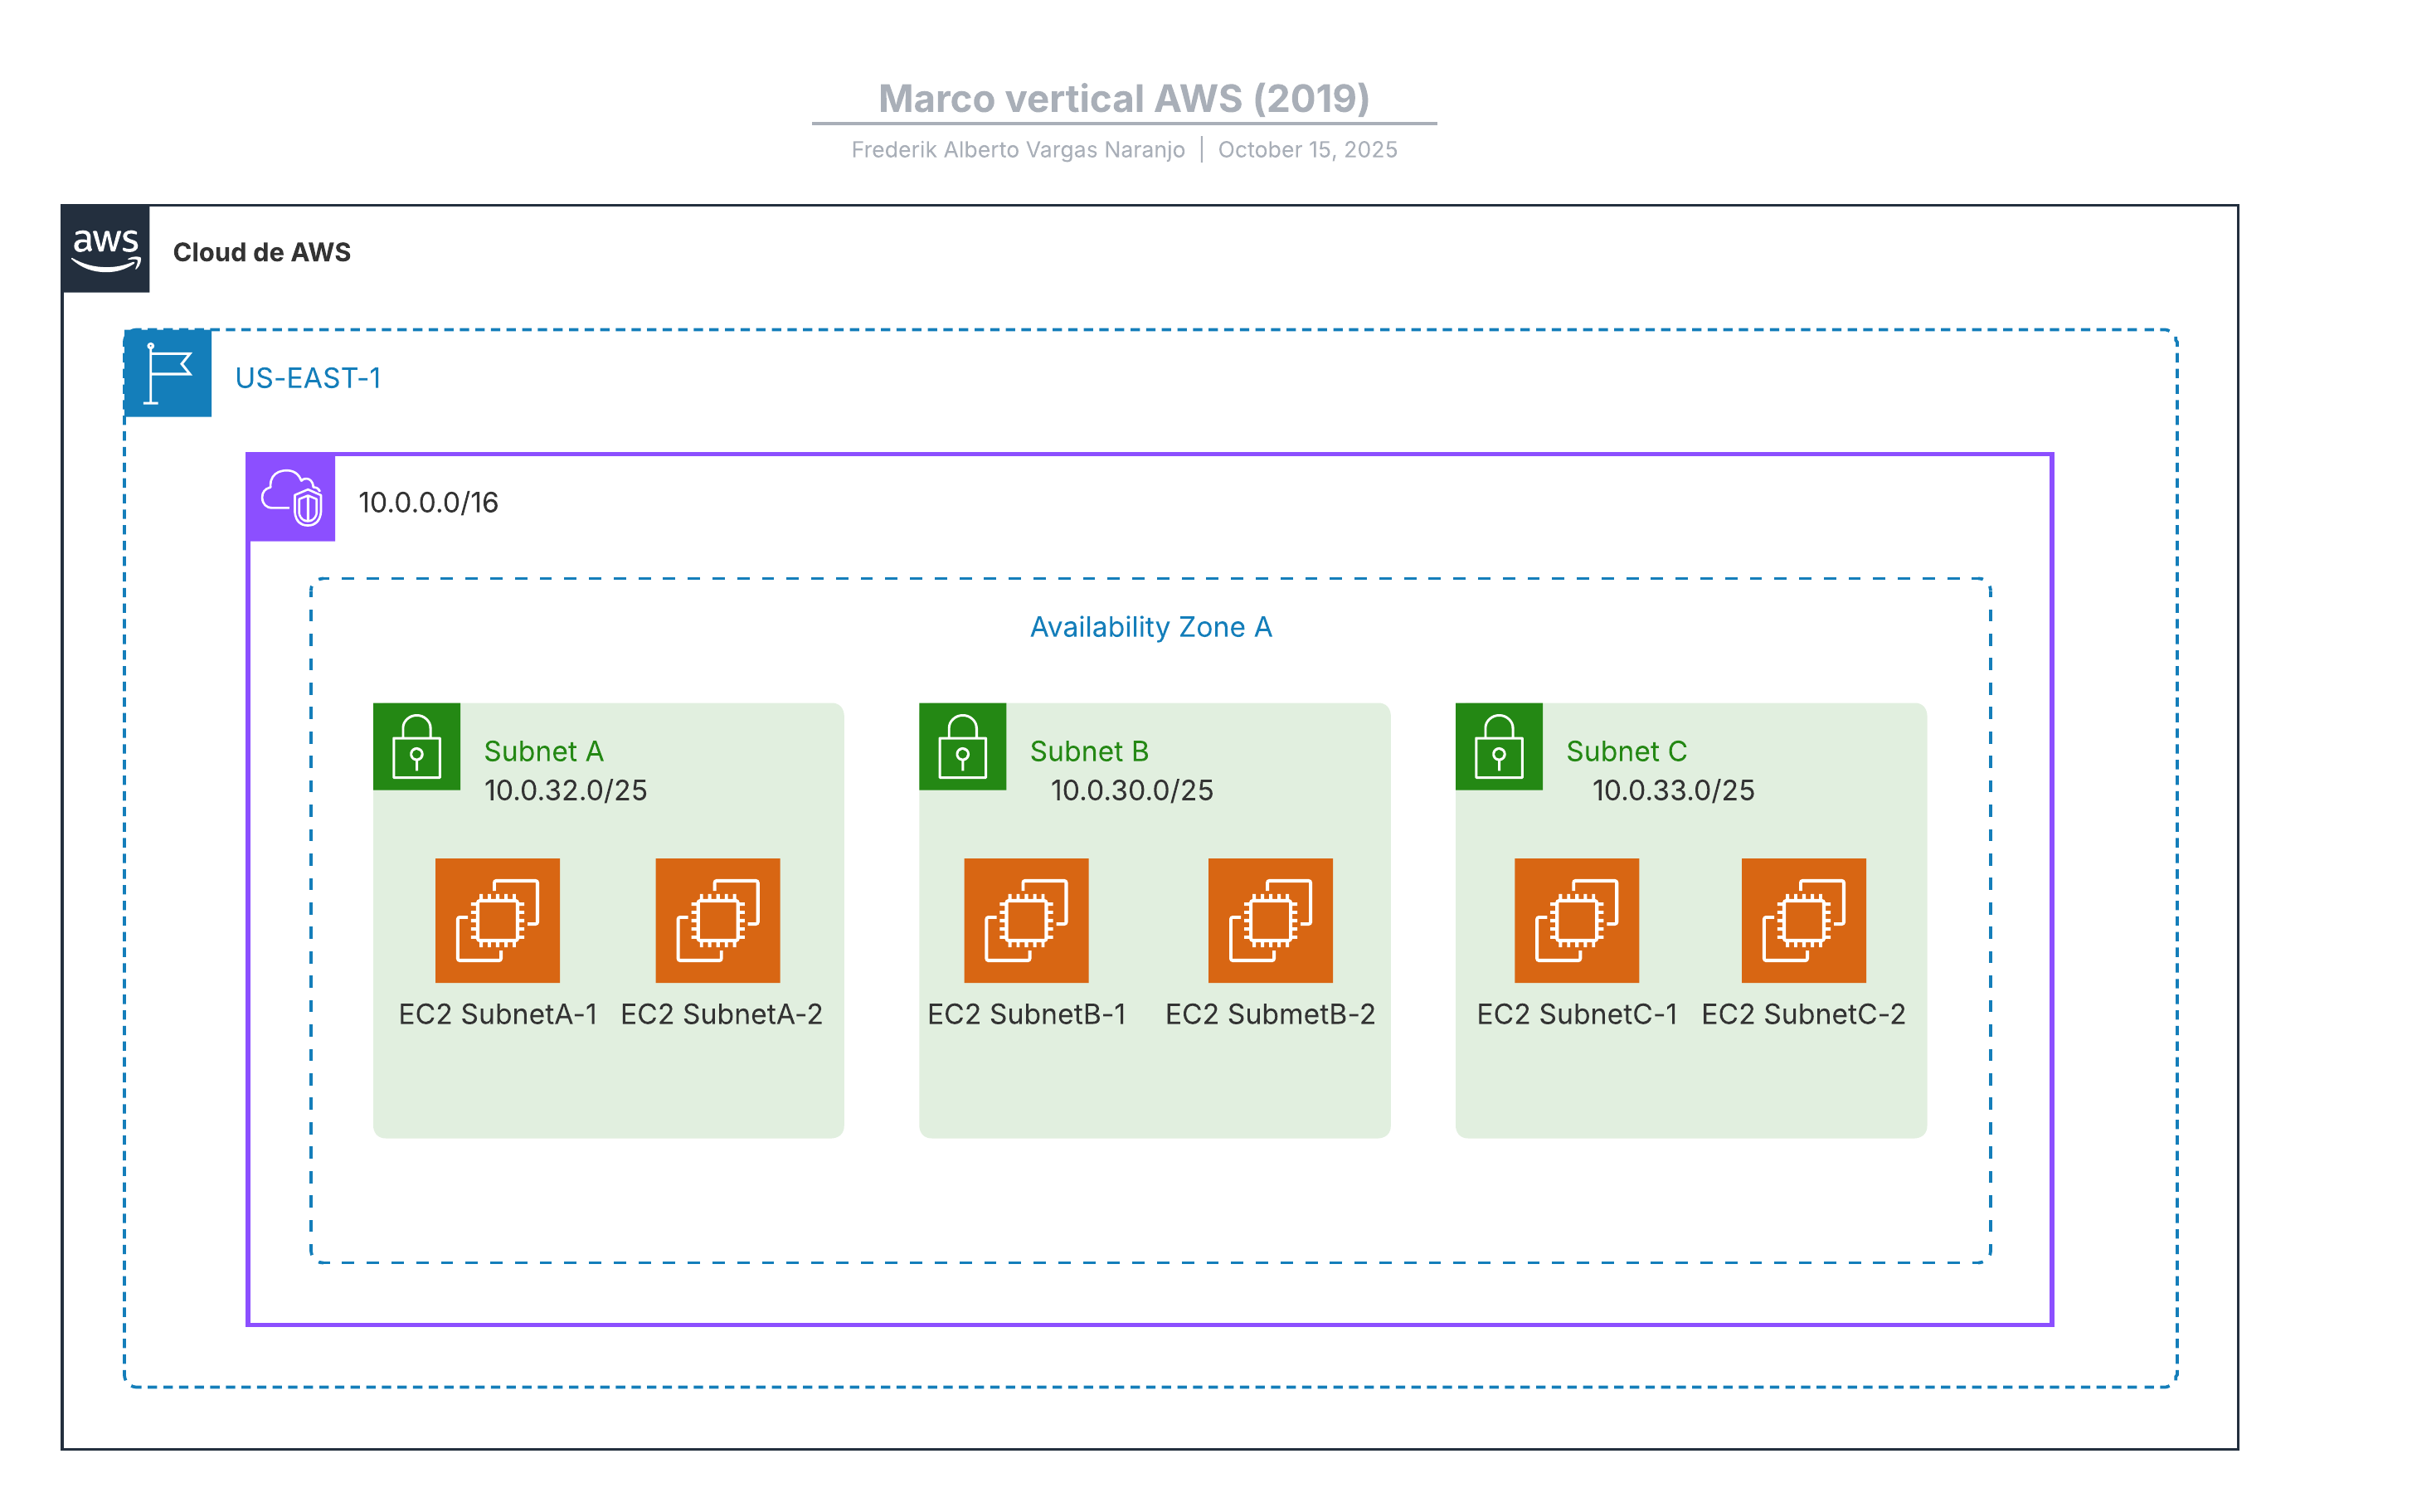 Marco vertical AWS (2019)
Frederik Alberto Vargas Naranjo | October 15, 2025
aws
Cloud de AWS
US-EAST-1
10.0.0.0/16
Availability Zone A
Subnet A
10.0.32.0/25
EC2 SubnetA-1
EC2 SubnetA-2
Subnet B
10.0.30.0/25
EC2 SubnetB-1
EC2 SubmetB-2
Subnet C
10.0.33.0/25
EC2 SubnetC-1
EC2 SubnetC-2